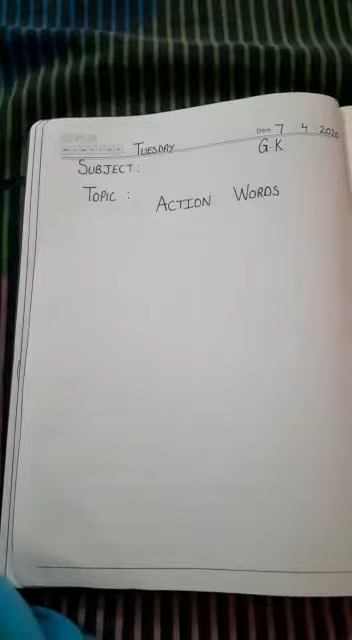 Date 7 : 4 : 2020
TUESDAY
G.K
SUBJECT :
TOPIC :
ACTION WORDS